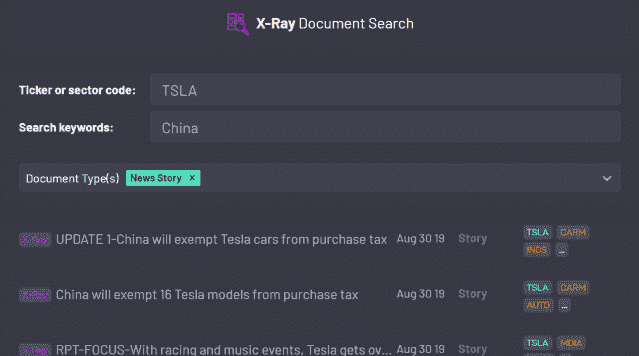 X-Ray Document Search
Ticker or sector code: TSLA
Search keywords: China
Document Type(s) News Story ×
X-Ray UPDATE 1-China will exempt Tesla cars from purchase tax Aug 30 19 Story TSLA CARM
INDS ...
X-Ray China will exempt 16 Tesla models from purchase tax Aug 30 19 Story TSLA CARM
AUTO ...
X-Ray RPT-FOCUS-With racing and music events, Tesla gets ov... Aug 30 19 Story TSLA MDIA